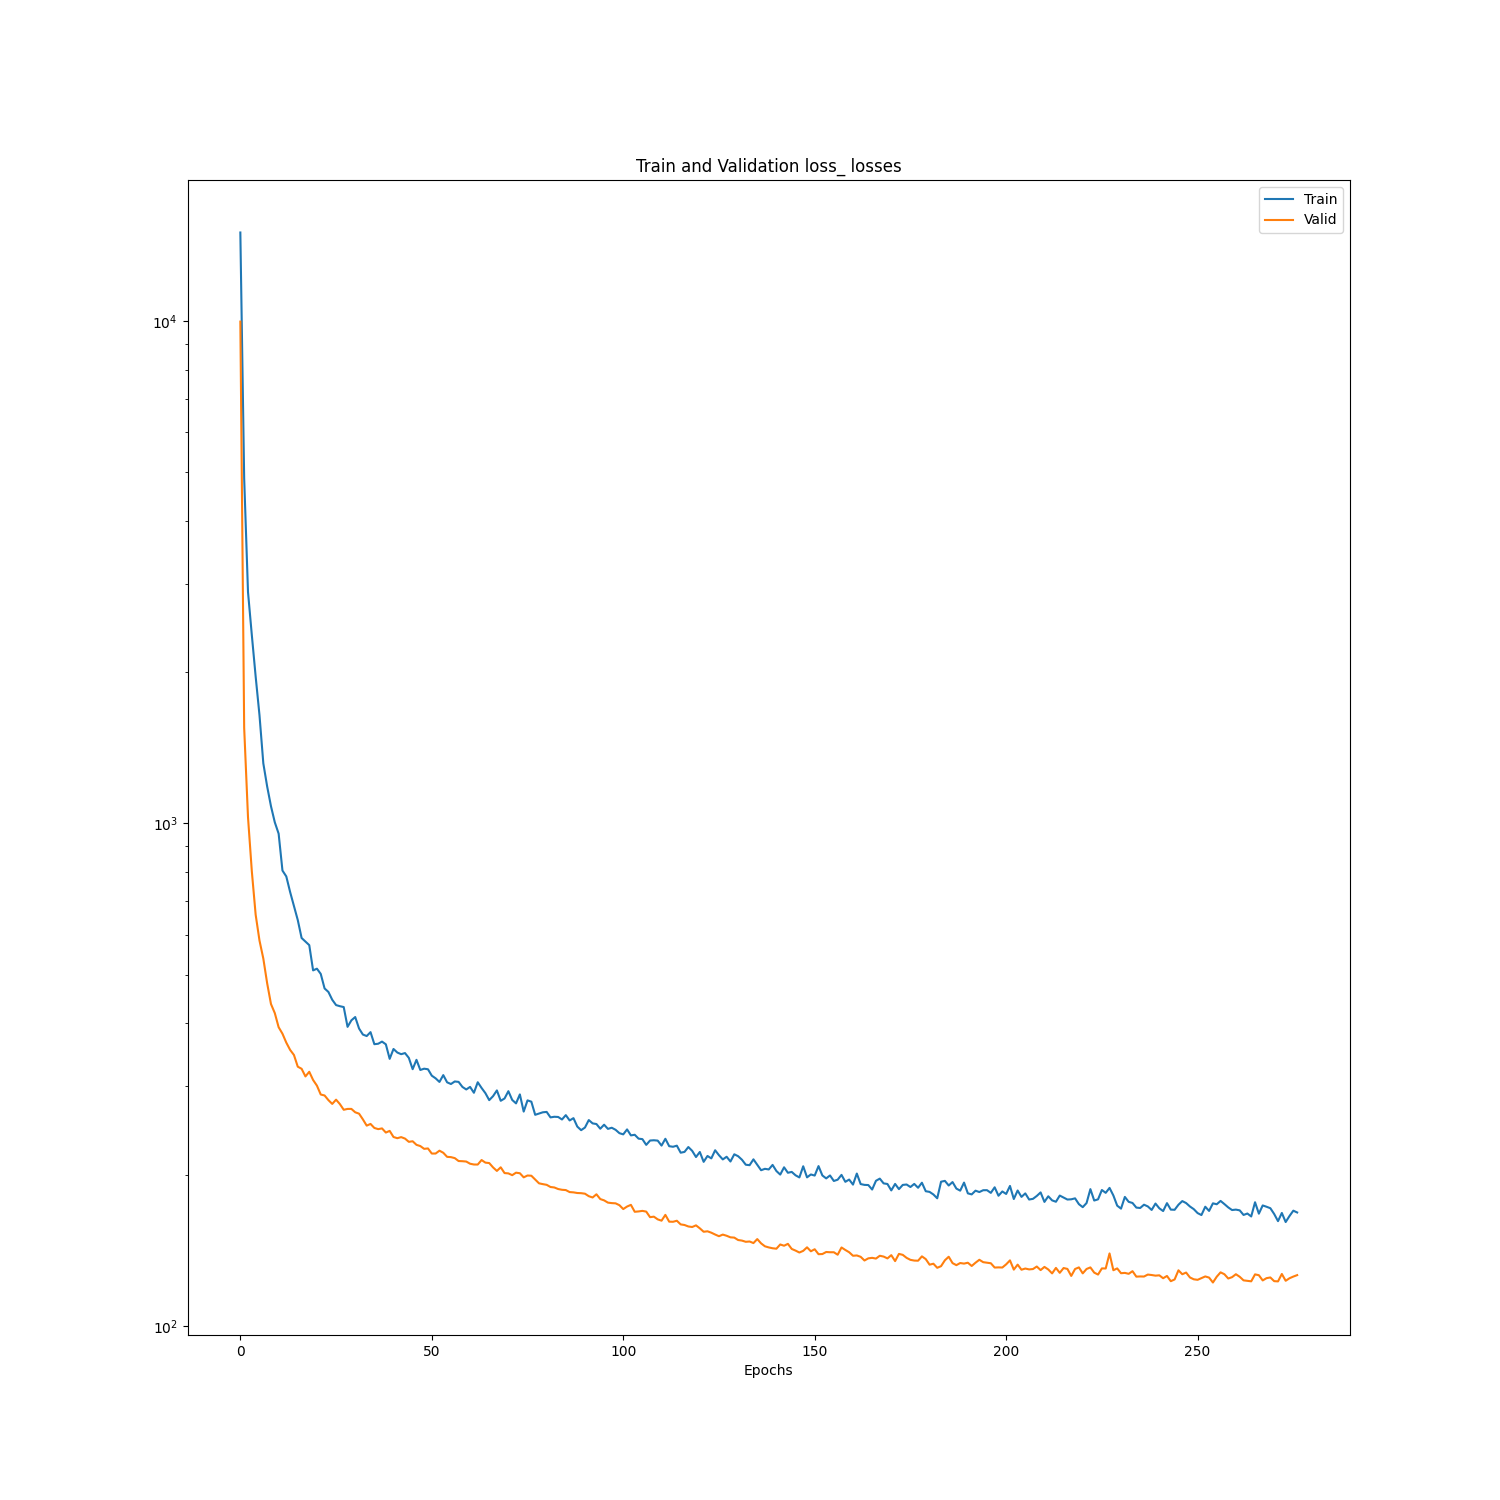 Train and Validation loss_ losses
Train
Valid
10^4
10^3
10^2
0 50 100 150 200 250
Epochs